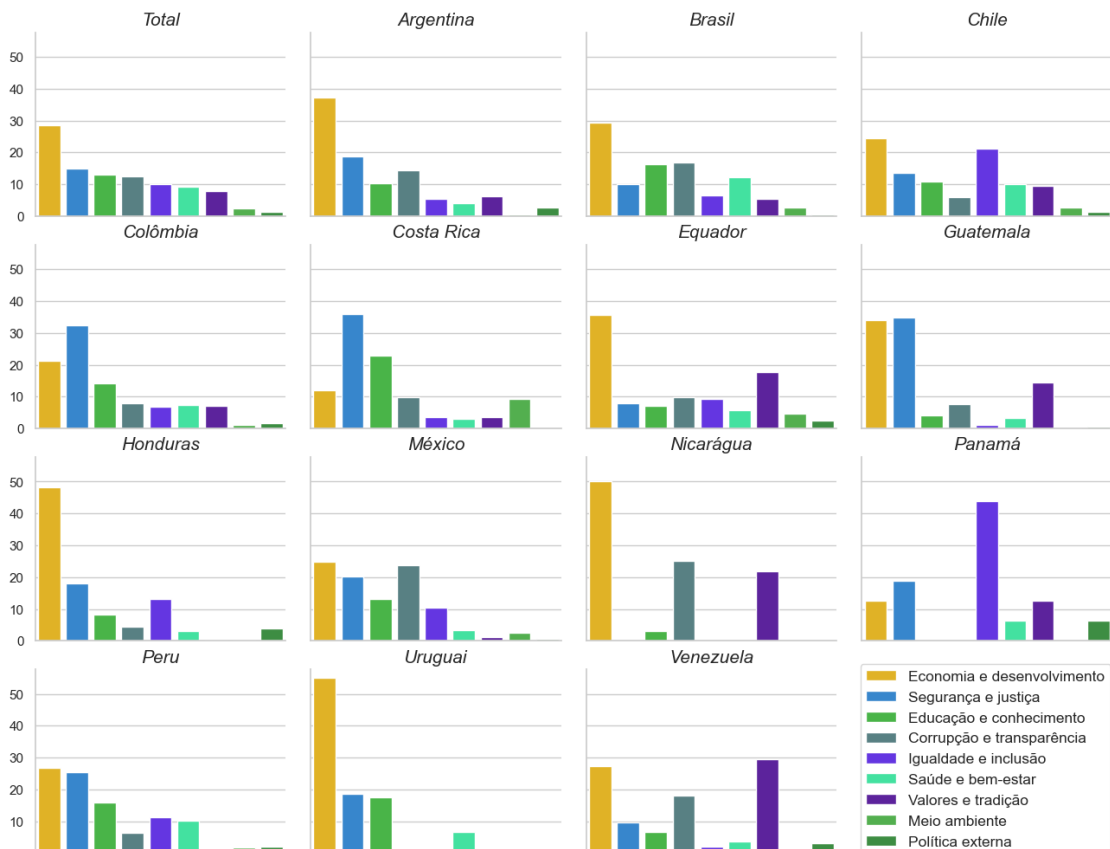 Total Argentina Brasil Chile
50
40
30
20
10
0
Colômbia Costa Rica Equador Guatemala
50
40
30
20
10
0
Honduras México Nicarágua Panamá
50
40
30
20
10
0
Peru Uruguai Venezuela
50
40
30
20
10
Economia e desenvolvimento
Segurança e justiça
Educação e conhecimento
Corrupção e transparência
Igualdade e inclusão
Saúde e bem-estar
Valores e tradição
Meio ambiente
Política externa